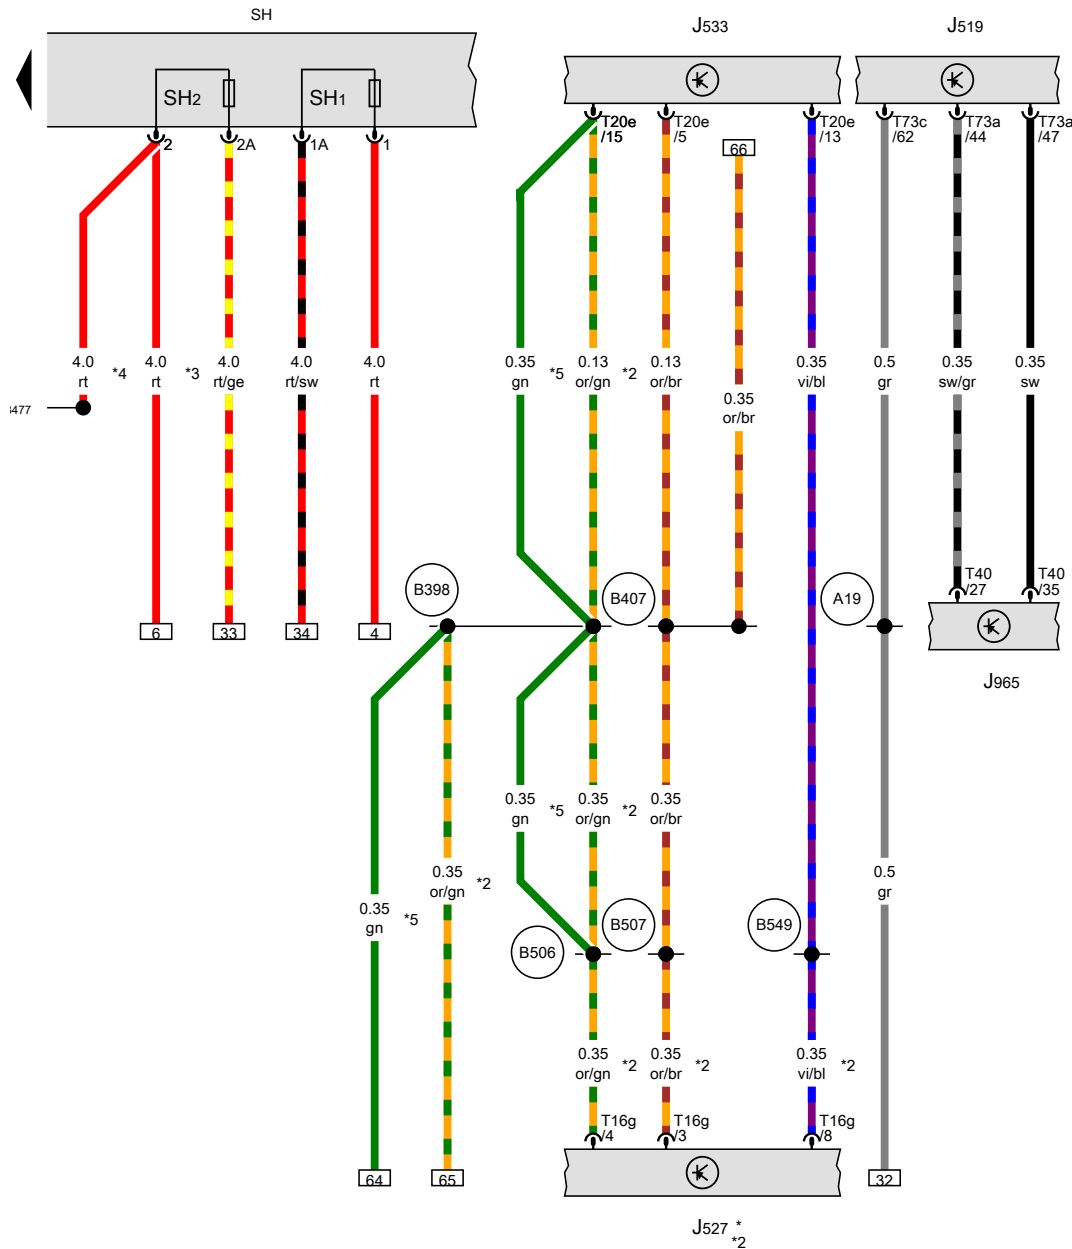 SH
J533
J519
SH2
SH1
2
2A
1A
1
T20e
/15
T20e
/5
T20e
/13
T73c
/62
T73a
/44
T73a
/47
66
4.0
rt
*4
4.0
rt
*3
4.0
rt/ge
4.0
rt/sw
4.0
rt
0.35
gn
*5
0.13
or/gn
*2
0.13
or/br
0.35
or/br
0.35
vi/bl
0.5
gr
0.35
sw/gr
0.35
sw
477
B398
B407
A19
T40
/27
T40
/35
6
33
34
4
J965
0.35
gn
*5
0.35
or/gn
*2
0.35
or/br
0.35
gn
*5
0.35
or/gn
*2
0.5
gr
B506
B507
B549
0.35
or/gn
*2
0.35
or/br
*2
0.35
vi/bl
*2
T16g
/4
T16g
/3
T16g
/8
64
65
32
J527 *
*2